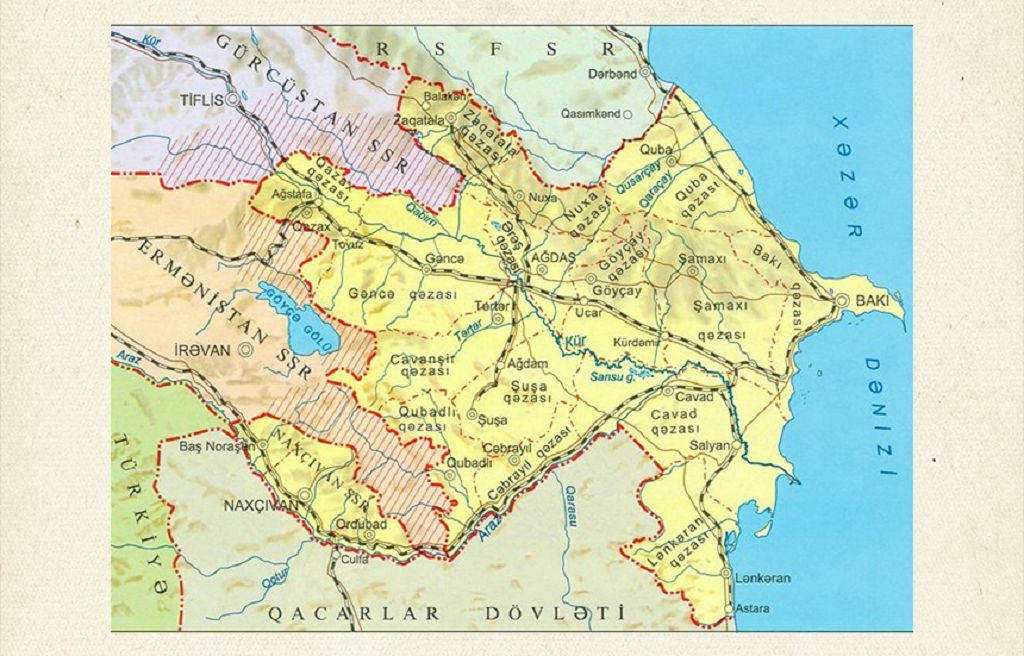 Kür
GÜRCÜSTAN SSR
R S F S R
Dərbənd
TİFLİS
Balakən
Zaqatala
Zaqatala
qəzası
Qasımkənd
XƏZƏR
DƏNİZİ
Quba
Qusarçay
Qaraçay
Quba
qəzası
Qazax
qəzası
Ağstafa
Qazax
Tovuz
Qabırrı
Nuxa
Nuxa
qəzası
Ərəş
qəzası
AĞDAŞ
Göyçay
qəzası
Göyçay
Şamaxı
Bakı
qəzası
BAKI
ERMƏNİSTAN SSR
GÖYÇƏ GÖLÜ
İRƏVAN
Araz
Gəncə
Gəncə qəzası
Tərtər
Tərtər
Ucar
Şamaxı
qəzası
Kür
Kürdəmir
Sarısu g.
Cavanşir
qəzası
Ağdam
Şuşa
qəzası
Şuşa
Qubadlı
qəzası
Qubadlı
Cəbrayıl
Cəbrayıl qəzası
Cavad
Cavad
qəzası
Salyan
Baş Noraşen
NAXÇIVAN SSR
NAXÇIVAN
Ordubad
Culfa
Araz
Qarasu
Qotur
Lənkəran
qəzası
Lənkəran
Astara
TÜRKİYƏ
QACARLAR DÖVLƏTİ